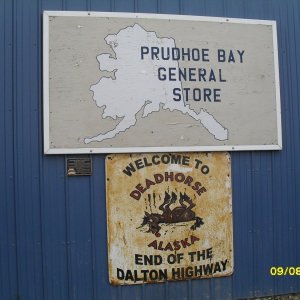 PRUDHOE BAY
GENERAL
STORE
WELCOME TO
DEADHORSE
ALASKA
END OF THE
DALTON HIGHWAY
09/08